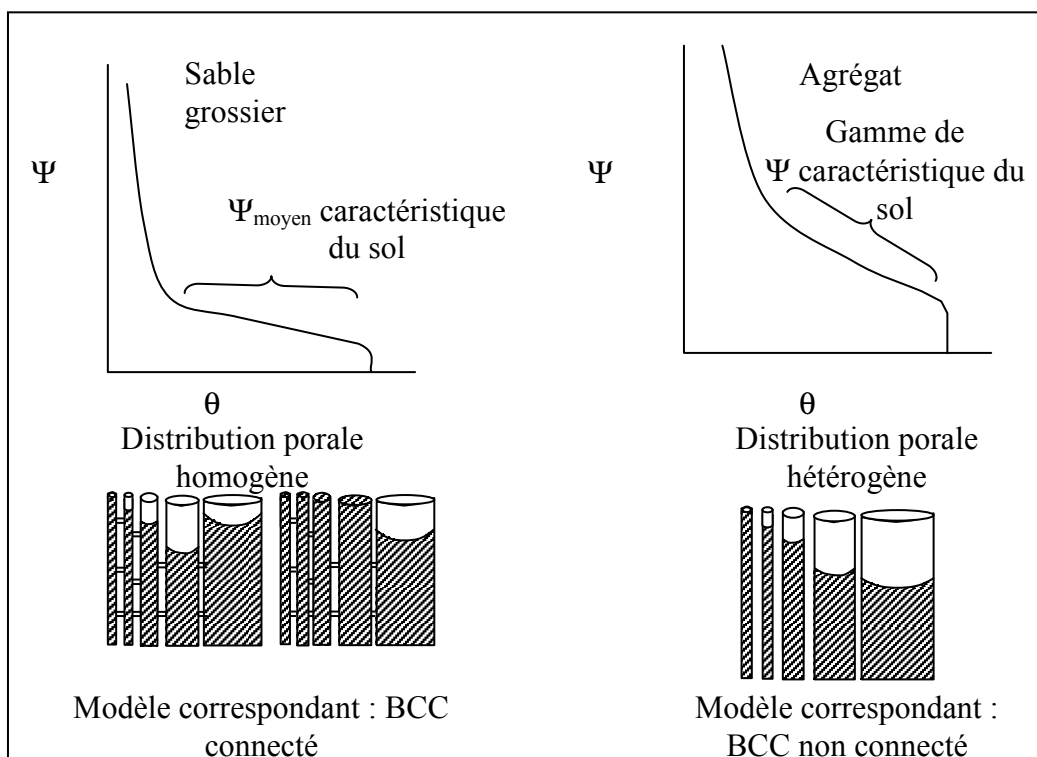 Sable
grossier
Ψ
Ψmoyen caractéristique
du sol
θ
Distribution porale
homogène
Modèle correspondant : BCC
connecté
Agrégat
Gamme de
Ψ
Ψ caractéristique du
sol
θ
Distribution porale
hétérogène
Modèle correspondant :
BCC non connecté